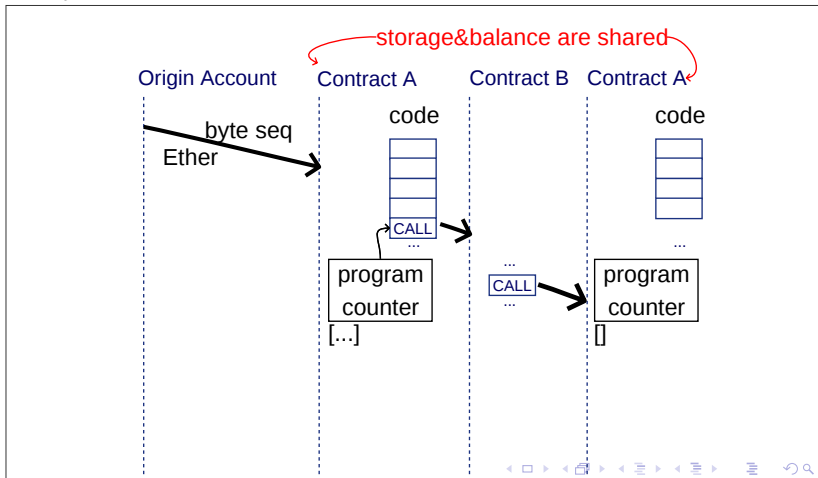 storage&balance are shared
Origin Account
Contract A
Contract B
Contract A
byte seq
Ether
code
CALL
...
program
counter
[...]
...
CALL
...
code
...
program
counter
[]